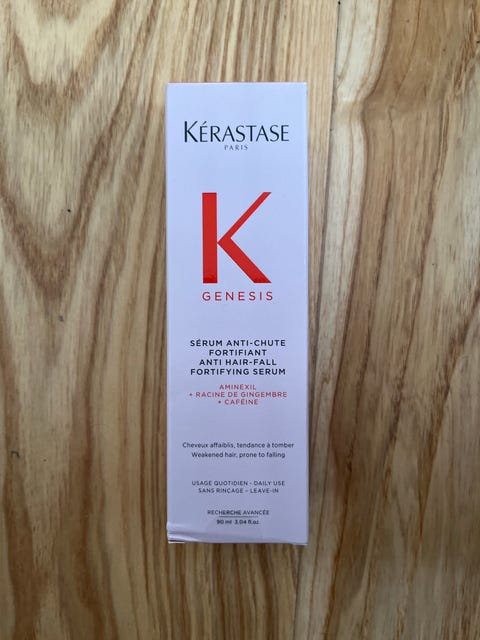 KÉRASTASE
PARIS
K
GENESIS
SÉRUM ANTI-CHUTE
FORTIFIANT
ANTI HAIR-FALL
FORTIFYING SERUM
AMINEXIL
+ RACINE DE GINGEMBRE
+ CAFÉINE
Cheveux affaiblis, tendance à tomber
Weakened hair, prone to falling
USAGE QUOTIDIEN - DAILY USE
SANS RINÇAGE - LEAVE-IN
RECHERCHE AVANCÉE
90 ml 3.04 fl.oz.